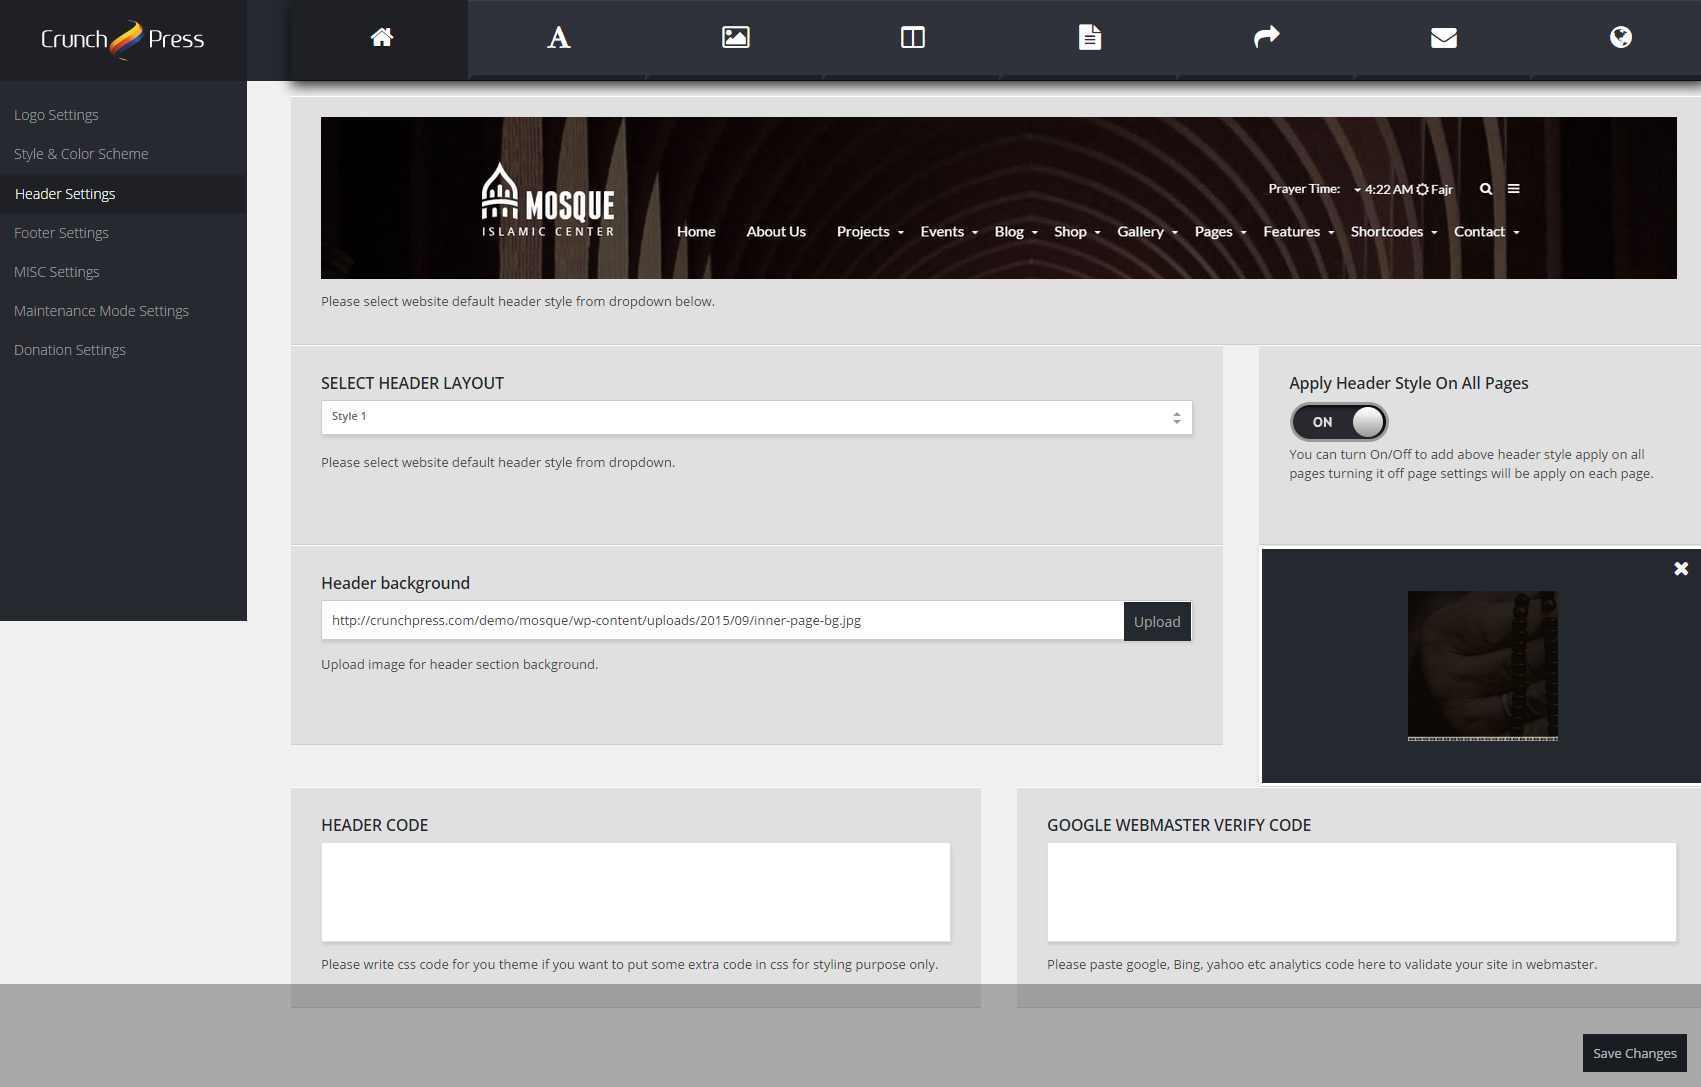 Crunch Press
Logo Settings
Style & Color Scheme
Header Settings
Footer Settings
MISC Settings
Maintenance Mode Settings
Donation Settings
MOSQUE
ISLAMIC CENTER
Prayer Time: 4:22 AM Fajr
Home About Us Projects Events Blog Shop Gallery Pages Features Shortcodes Contact
Please select website default header style from dropdown below.
SELECT HEADER LAYOUT
Style 1
Please select website default header style from dropdown.
Apply Header Style On All Pages
ON
You can turn On/Off to add above header style apply on all
pages turning it off page settings will be apply on each page.
Header background
http://crunchpress.com/demo/mosque/wp-content/uploads/2015/09/inner-page-bg.jpg
Upload
Upload image for header section background.
HEADER CODE
Please write css code for you theme if you want to put some extra code in css for styling purpose only.
GOOGLE WEBMASTER VERIFY CODE
Please paste google, Bing, yahoo etc analytics code here to validate your site in webmaster.
Save Changes